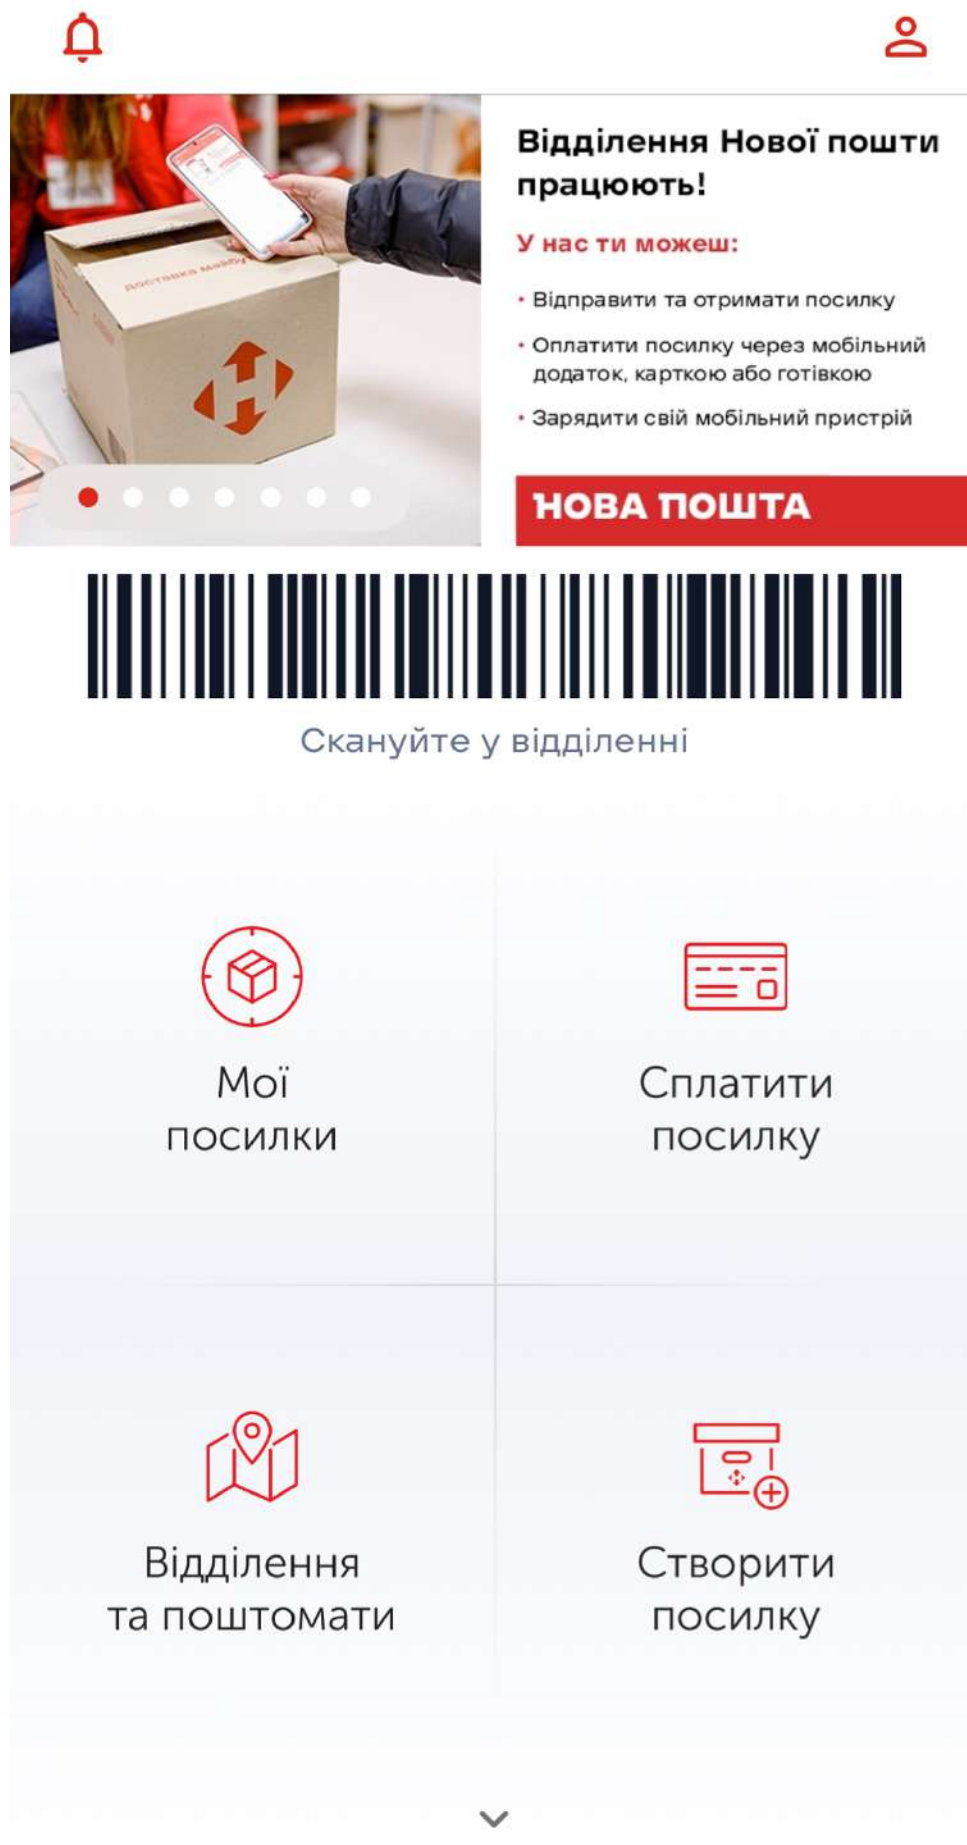 Відділення Нової пошти
працюють!
У нас ти можеш:
• Відправити та отримати посилку
• Оплатити посилку через мобільний
додаток, карткою або готівкою
• Зарядити свій мобільний пристрій
НОВА ПОШТА
Скануйте у відділенні
Мої
посилки
Сплатити
посилку
Відділення
та поштомати
Створити
посилку